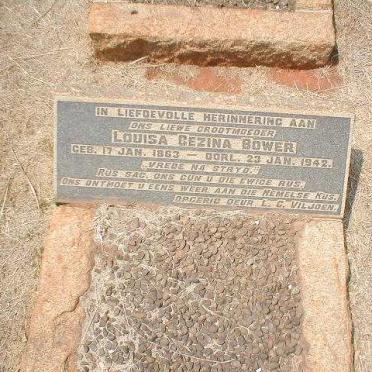 IN LIEFDEVOLLE HERINNERING AAN
ONS LIEWE GROOTMOEDER
LOUISA GEZINA BOWER
GEB. 17 JAN. 1863 - OORL. 23 JAN. 1942.
"VREDE NA STRYD."
RUS SAG, ONS GUN U DIE EWIGE RUS,
ONS ONTMOET U EENS WEER AAN DIE HEMELSE KUS.
OPGERIG DEUR L. G. VILJOEN.